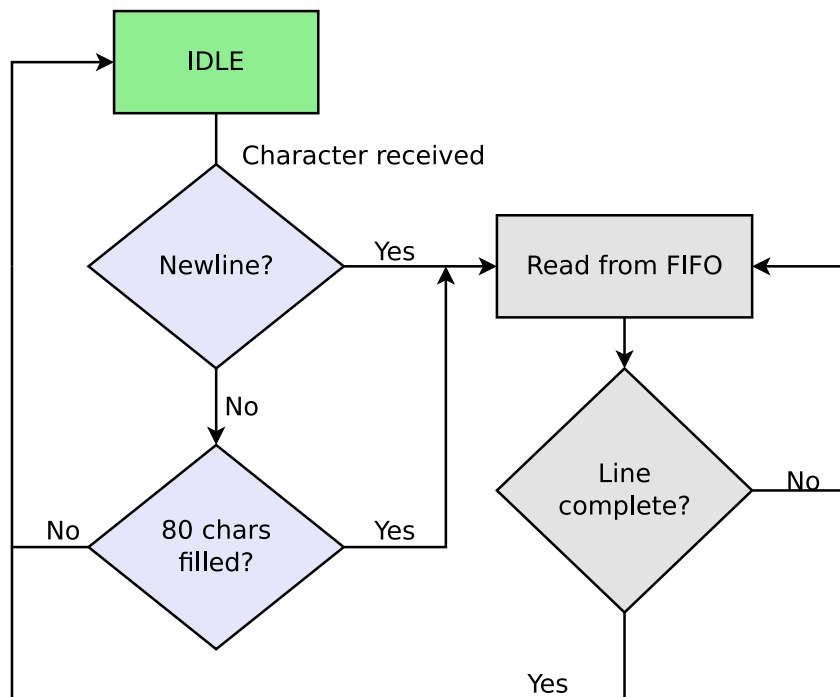 IDLE
Character received
Newline?
Yes
Read from FIFO
No
Line
complete?
No
No
80 chars
filled?
Yes
Yes